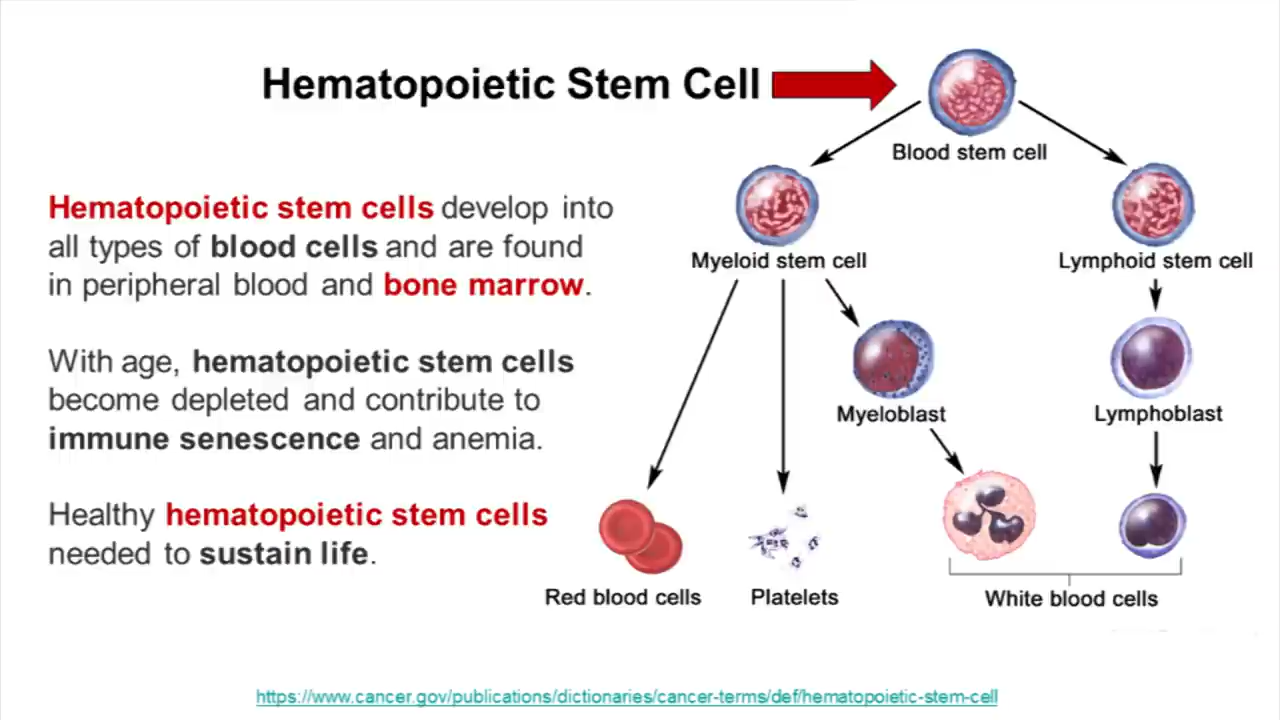 Hematopoietic Stem Cell
Blood stem cell
Hematopoietic stem cells develop into
all types of blood cells and are found
in peripheral blood and bone marrow.
With age, hematopoietic stem cells
become depleted and contribute to
immune senescence and anemia.
Healthy hematopoietic stem cells
needed to sustain life.
Myeloid stem cell
Lymphoid stem cell
Myeloblast
Lymphoblast
Red blood cells
Platelets
White blood cells
https://www.cancer.gov/publications/dictionaries/cancer-terms/def/hematopoietic-stem-cell